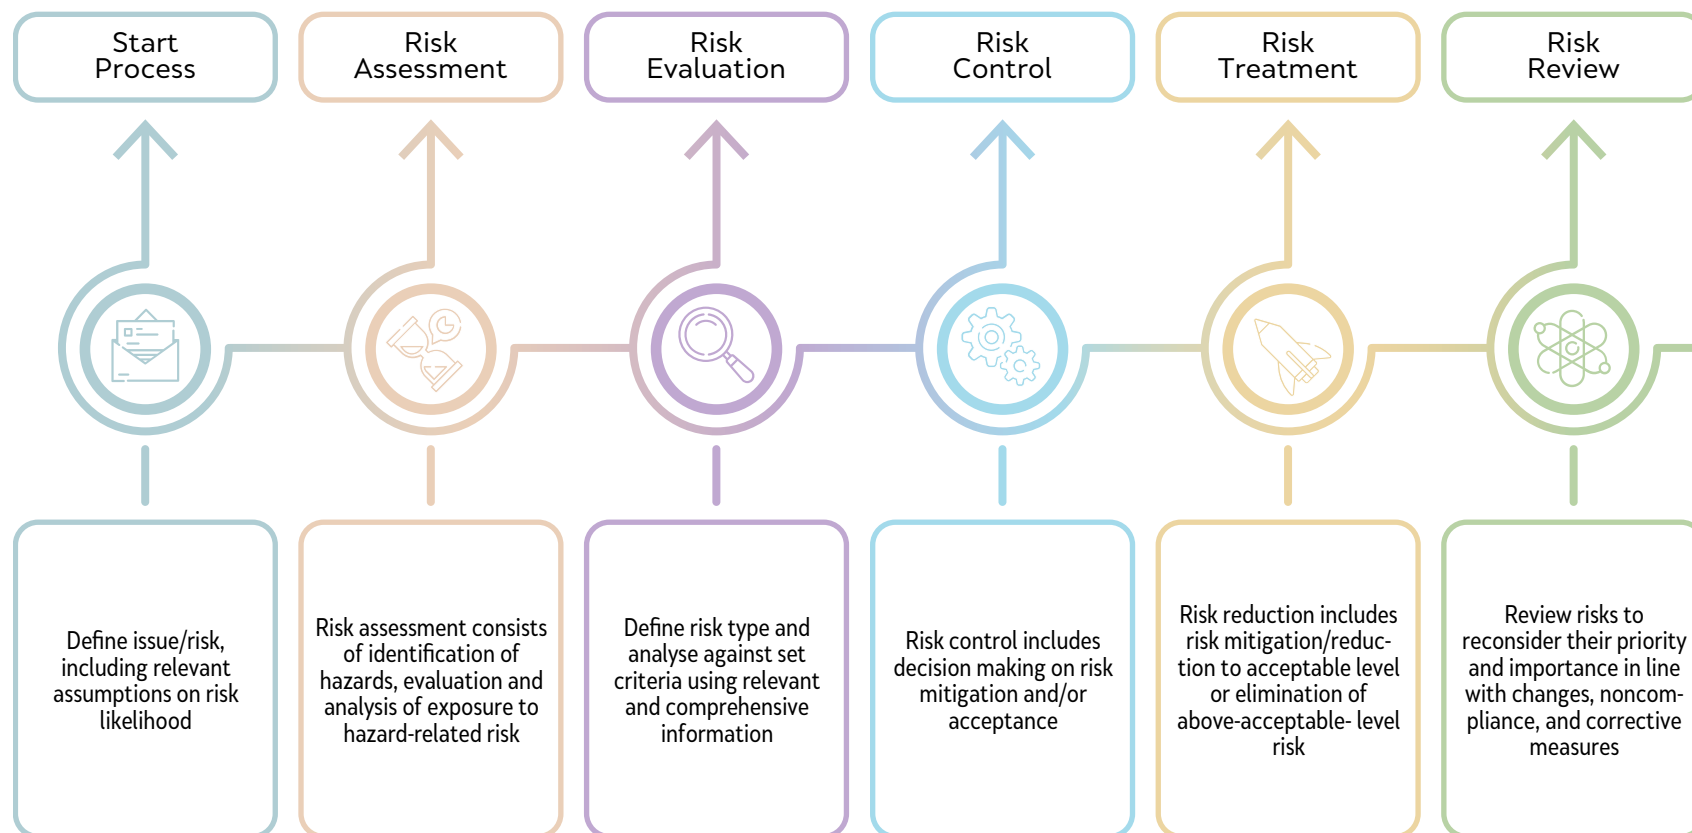 Start
Process
Risk
Assessment
Risk
Evaluation
Risk
Control
Risk
Treatment
Risk
Review
Define issue/risk,
including relevant
assumptions on risk
likelihood
Risk assessment consists
of identification of
hazards, evaluation and
analysis of exposure to
hazard-related risk
Define risk type and
analyse against set
criteria using relevant
and comprehensive
information
Risk control includes
decision making on risk
mitigation and/or
acceptance
Risk reduction includes
risk mitigation/reduc-
tion to acceptable level
or elimination of
above-acceptable- level
risk
Review risks to
reconsider their priority
and importance in line
with changes, noncom-
pliance, and corrective
measures